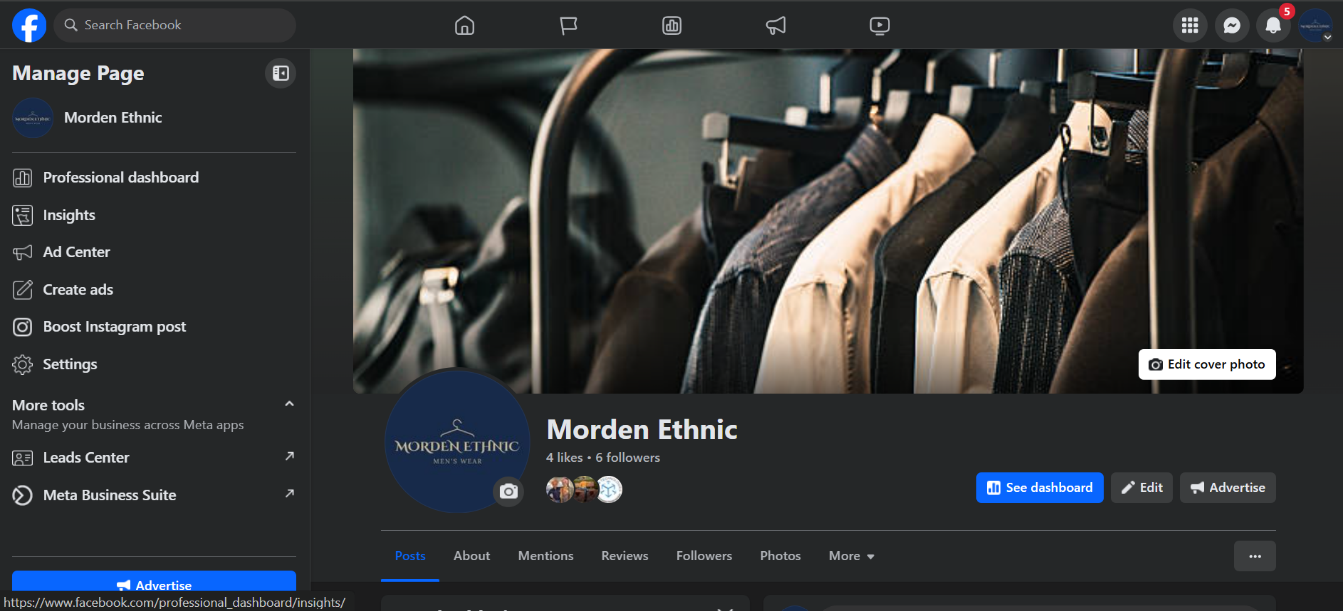 Search Facebook
5
Manage Page
Morden Ethnic
Professional dashboard
Insights
Ad Center
Create ads
Boost Instagram post
Settings
More tools
Manage your business across Meta apps
Leads Center
Meta Business Suite
Advertise
https://www.facebook.com/professional_dashboard/insights/
Edit cover photo
MORDEN ETHNIC
MEN'S WEAR
Morden Ethnic
4 likes • 6 followers
See dashboard
Edit
Advertise
Posts
About
Mentions
Reviews
Followers
Photos
More